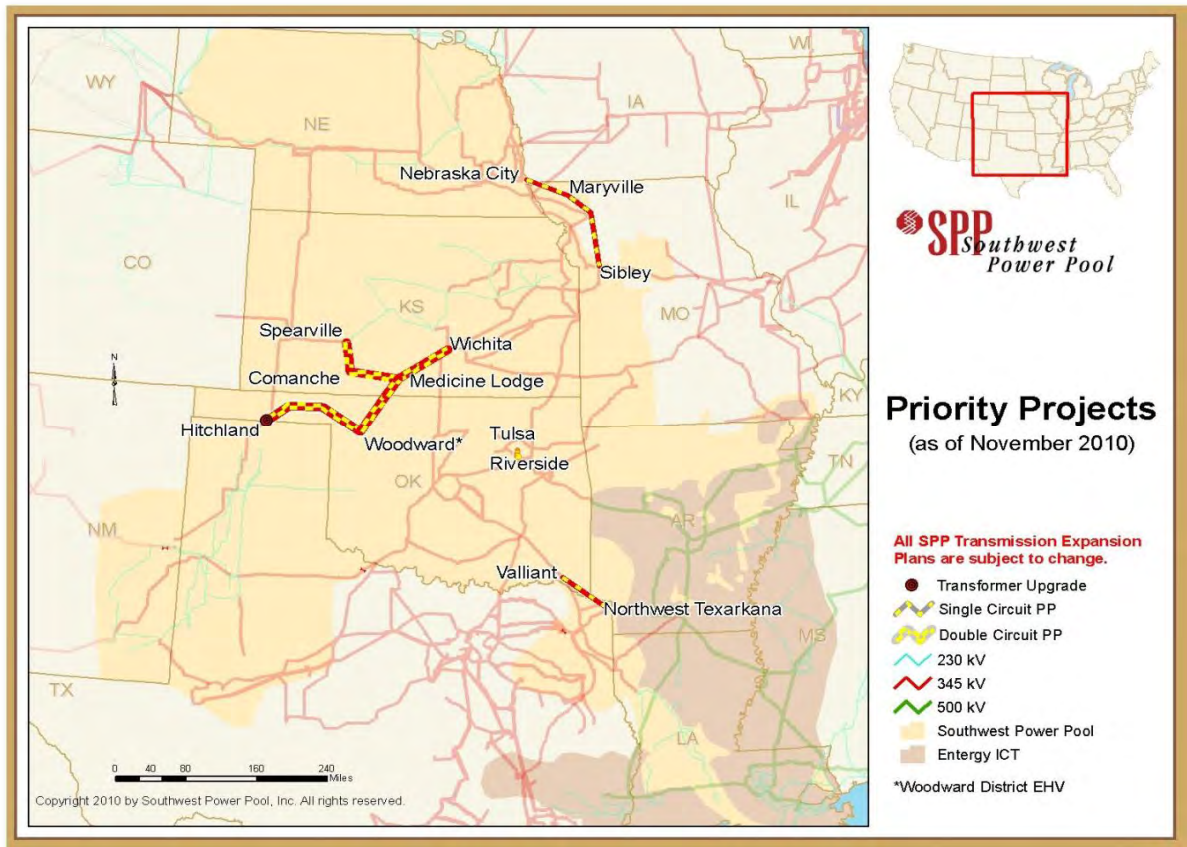 SD
WY
WI
IA
NE
Nebraska City
Maryville
IL
CO
Sibley
KS
MO
Spearville
Wichita
Comanche
Medicine Lodge
N
KY
Hitchland
Woodward*
Tulsa
Riverside
TN
OK
NM
AR
Valliant
Northwest Texarkana
MS
TX
LA
0 40 80 160 240
Miles
Copyright 2010 by Southwest Power Pool, Inc. All rights reserved.
SPP
Southwest
Power Pool
Priority Projects
(as of November 2010)
All SPP Transmission Expansion
Plans are subject to change.
Transformer Upgrade
Single Circuit PP
Double Circuit PP
230 kV
345 kV
500 kV
Southwest Power Pool
Entergy ICT
*Woodward District EHV